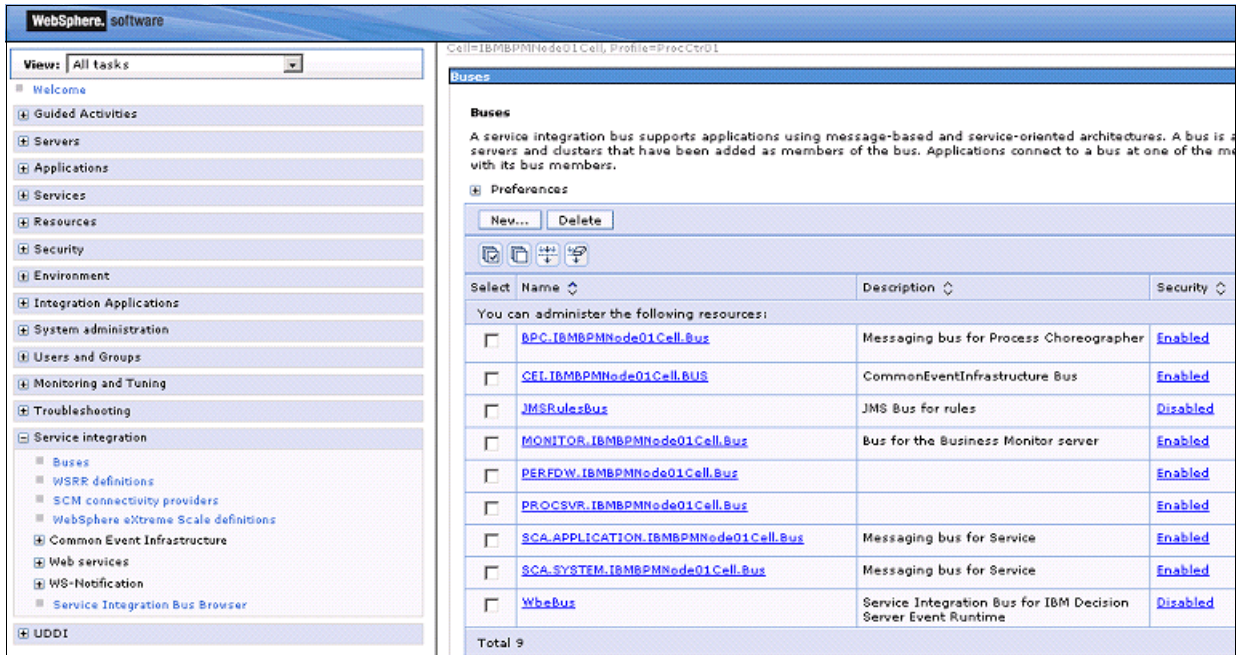 WebSphere. software
View: All tasks
Welcome
Guided Activities
Servers
Applications
Services
Resources
Security
Environment
Integration Applications
System administration
Users and Groups
Monitoring and Tuning
Troubleshooting
Service integration
Buses
WSRR definitions
SCM connectivity providers
WebSphere eXtreme Scale definitions
Common Event Infrastructure
Web services
WS-Notification
Service Integration Bus Browser
UDDI
Cell=IBMBPMNode01Cell, Profile=ProcCtr01
Buses
Buses
A service integration bus supports applications using message-based and service-oriented architectures. A bus is
servers and clusters that have been added as members of the bus. Applications connect to a bus at one of the
with its bus members.
Preferences
New... Delete
Select Name Description Security
You can administer the following resources:
BPC.IBMBPMNode01Cell.Bus Messaging bus for Process Choreographer Enabled
CEI.IBMBPMNode01Cell.BUS CommonEventInfrastructure Bus Enabled
JMSRulesBus JMS Bus for rules Disabled
MONITOR.IBMBPMNode01Cell.Bus Bus for the Business Monitor server Enabled
PERFDW.IBMBPMNode01Cell.Bus Enabled
PROCSVR.IBMBPMNode01Cell.Bus Enabled
SCA.APPLICATION.IBMBPMNode01Cell.Bus Messaging bus for Service Enabled
SCA.SYSTEM.IBMBPMNode01Cell.Bus Messaging bus for Service Enabled
WbeBus Service Integration Bus for IBM Decision Disabled
Server Event Runtime
Total 9